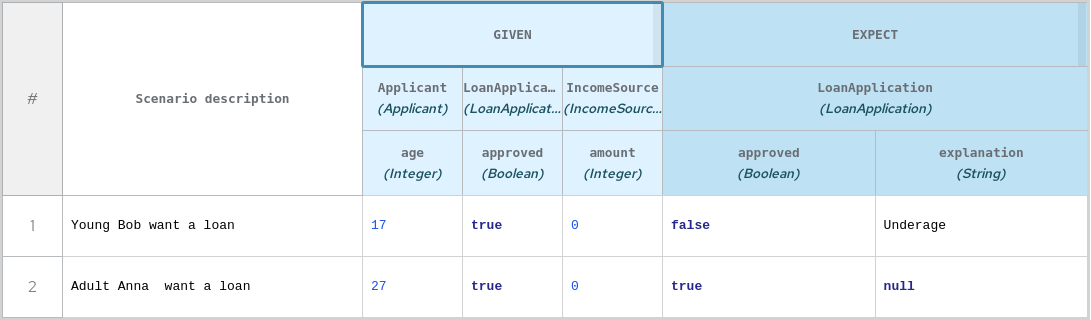 GIVEN EXPECT
# Scenario description
Applicant LoanApplica… IncomeSource LoanApplication
(Applicant) (LoanApplicat… (IncomeSourc… (LoanApplication)
age approved amount approved explanation
(Integer) (Boolean) (Integer) (Boolean) (String)
1 Young Bob want a loan 17 true 0 false Underage
2 Adult Anna  want a loan 27 true 0 true null